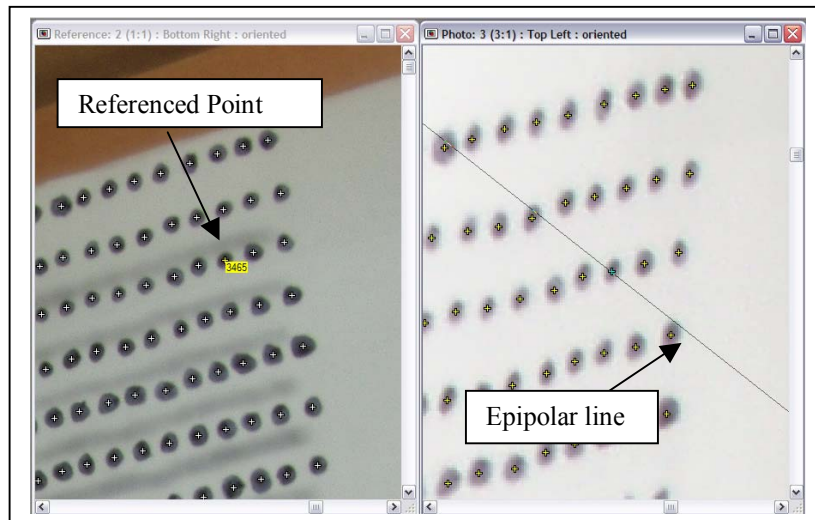 Reference: 2 (1:1) : Bottom Right : oriented
Photo: 3 (3:1) : Top Left : oriented
Referenced Point
3465
Epipolar line